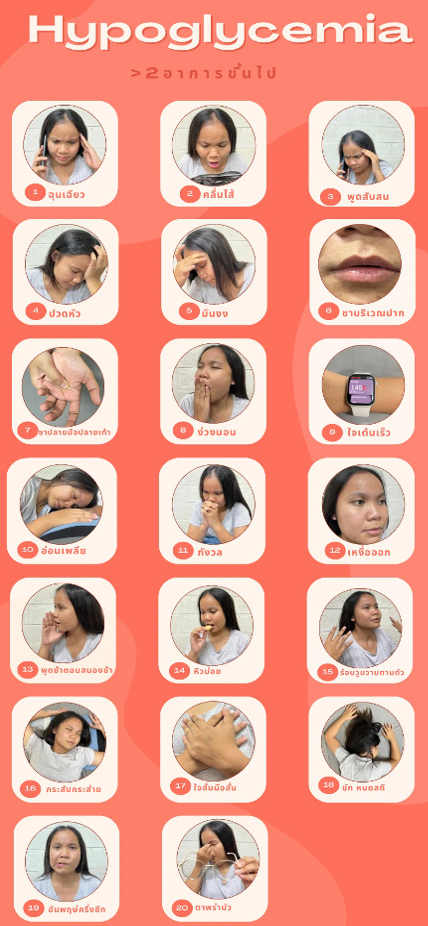 Hypoglycemia
>2อาการขึ้นไป
1 ฉุนเฉียว
2 คลื่นไส้
3 พูดสับสน
4 ปวดหัว
5 มึนงง
6 ชาบริเวณปาก
7 ชาปลายมือปลายเท้า
8 ง่วงนอน
9 ใจเต้นเร็ว
10 อ่อนเพลีย
11 กังวล
12 เหงื่อออก
13 พูดช้าตอบสนองช้า
14 หิวบ่อย
15 ร้อนวูบวาบตามตัว
16 กระสับกระส่าย
17 ใจสั่นมือสั่น
18 ชัก หมดสติ
19 อัมพฤกษ์ครึ่งซีก
20 ตาพร่ามัว